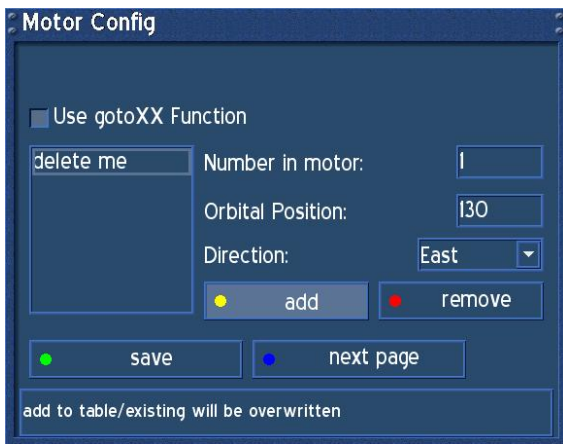 Motor Config
Use gotoXX Function
delete me
Number in motor: 1
Orbital Position: 130
Direction: East
add
remove
save
next page
add to table/existing will be overwritten